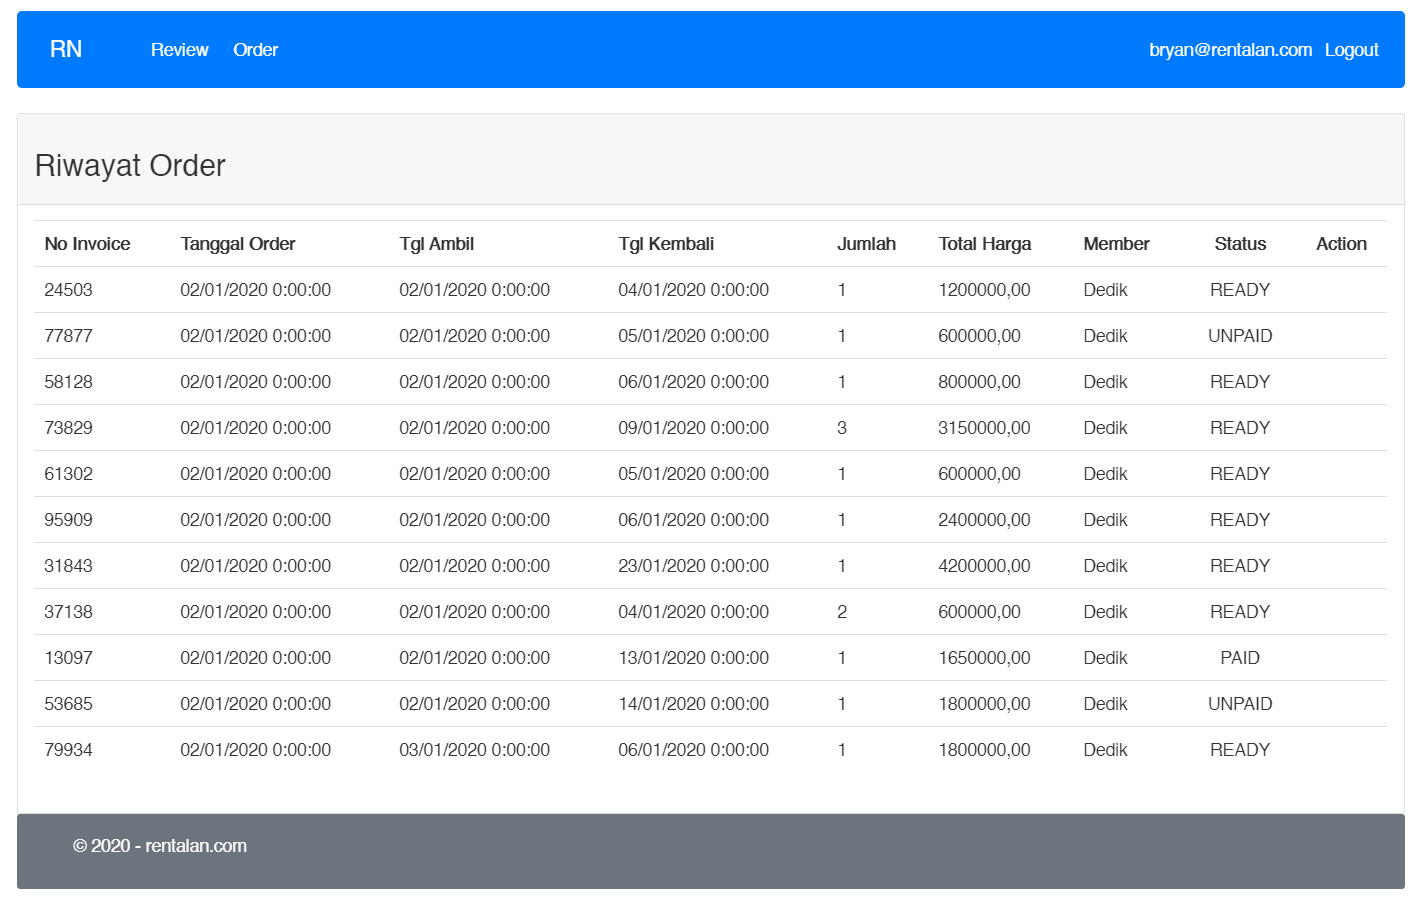 RN Review Order bryan@rentalan.com Logout
Riwayat Order
No Invoice Tanggal Order Tgl Ambil Tgl Kembali Jumlah Total Harga Member Status Action
24503 02/01/2020 0:00:00 02/01/2020 0:00:00 04/01/2020 0:00:00 1 1200000,00 Dedik READY
77877 02/01/2020 0:00:00 02/01/2020 0:00:00 05/01/2020 0:00:00 1 600000,00 Dedik UNPAID
58128 02/01/2020 0:00:00 02/01/2020 0:00:00 06/01/2020 0:00:00 1 800000,00 Dedik READY
73829 02/01/2020 0:00:00 02/01/2020 0:00:00 09/01/2020 0:00:00 3 3150000,00 Dedik READY
61302 02/01/2020 0:00:00 02/01/2020 0:00:00 05/01/2020 0:00:00 1 600000,00 Dedik READY
95909 02/01/2020 0:00:00 02/01/2020 0:00:00 06/01/2020 0:00:00 1 2400000,00 Dedik READY
31843 02/01/2020 0:00:00 02/01/2020 0:00:00 23/01/2020 0:00:00 1 4200000,00 Dedik READY
37138 02/01/2020 0:00:00 02/01/2020 0:00:00 04/01/2020 0:00:00 2 600000,00 Dedik READY
13097 02/01/2020 0:00:00 02/01/2020 0:00:00 13/01/2020 0:00:00 1 1650000,00 Dedik PAID
53685 02/01/2020 0:00:00 02/01/2020 0:00:00 14/01/2020 0:00:00 1 1800000,00 Dedik UNPAID
79934 02/01/2020 0:00:00 03/01/2020 0:00:00 06/01/2020 0:00:00 1 1800000,00 Dedik READY
© 2020 - rentalan.com